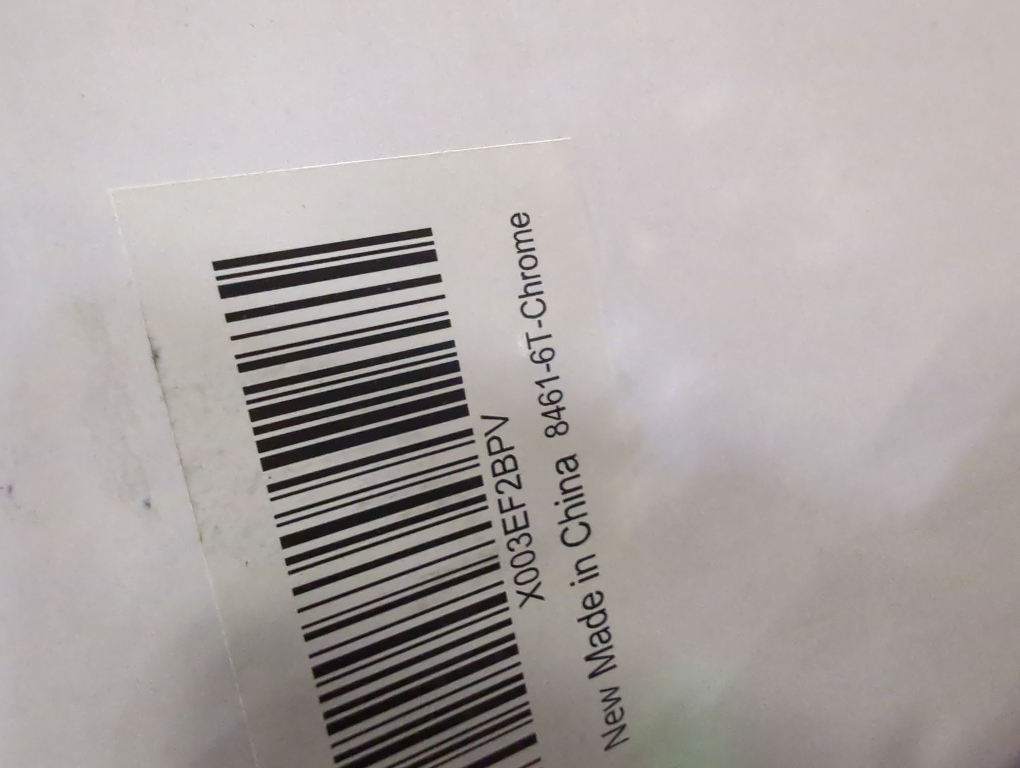 X003EF2BPV
New Made in China 8461-6T-Chrome